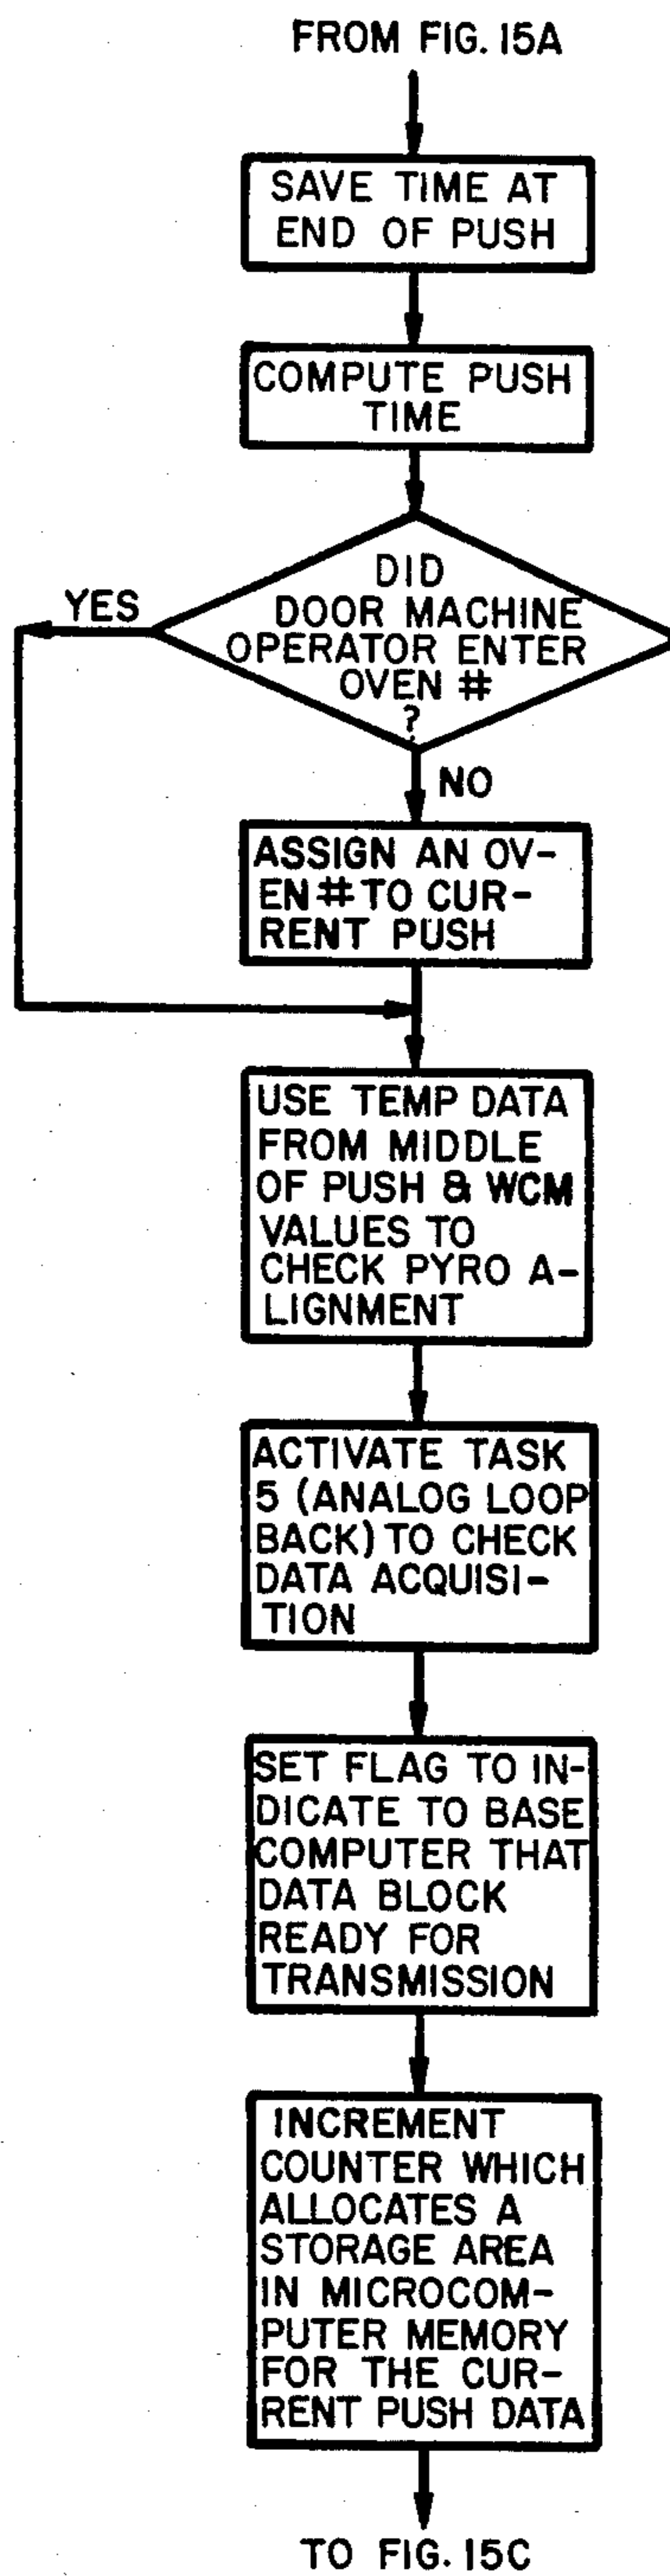 FROM FIG. 15A
SAVE TIME AT
END OF PUSH
COMPUTE PUSH
TIME
DID
DOOR MACHINE
OPERATOR ENTER
OVEN #
?
YES
NO
ASSIGN AN OV-
EN # TO CUR-
RENT PUSH
USE TEMP DATA
FROM MIDDLE
OF PUSH & WCM
VALUES TO
CHECK PYRO A-
LIGNMENT
ACTIVATE TASK
5 (ANALOG LOOP
BACK) TO CHECK
DATA ACQUISI-
TION
SET FLAG TO IN-
DICATE TO BASE
COMPUTER THAT
DATA BLOCK
READY FOR
TRANSMISSION
INCREMENT
COUNTER WHICH
ALLOCATES A
STORAGE AREA
IN MICROCOM-
PUTER MEMORY
FOR THE CUR-
RENT PUSH DATA
TO FIG. 15C